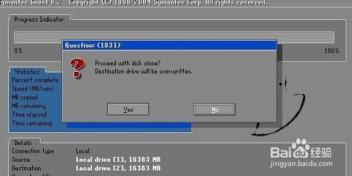 Symantec Ghost 8.2 Copyright (C) 1998-2004 Symantec Corp. All rights reserved.
Progress Indicator
0%
100%
Question: (1831)
Proceed with disk clone?
Destination drive will be overwritten.
Yes
No
Statistics
Percent complete
Speed (MB/min)
MB copied
MB remaining
Time elapsed
Time remaining
Details
Connection type Local
Source Local drive [1], 16383 MB
Destination Local drive [2], 16383 MB
Bai 经验
jingyan.baidu.com